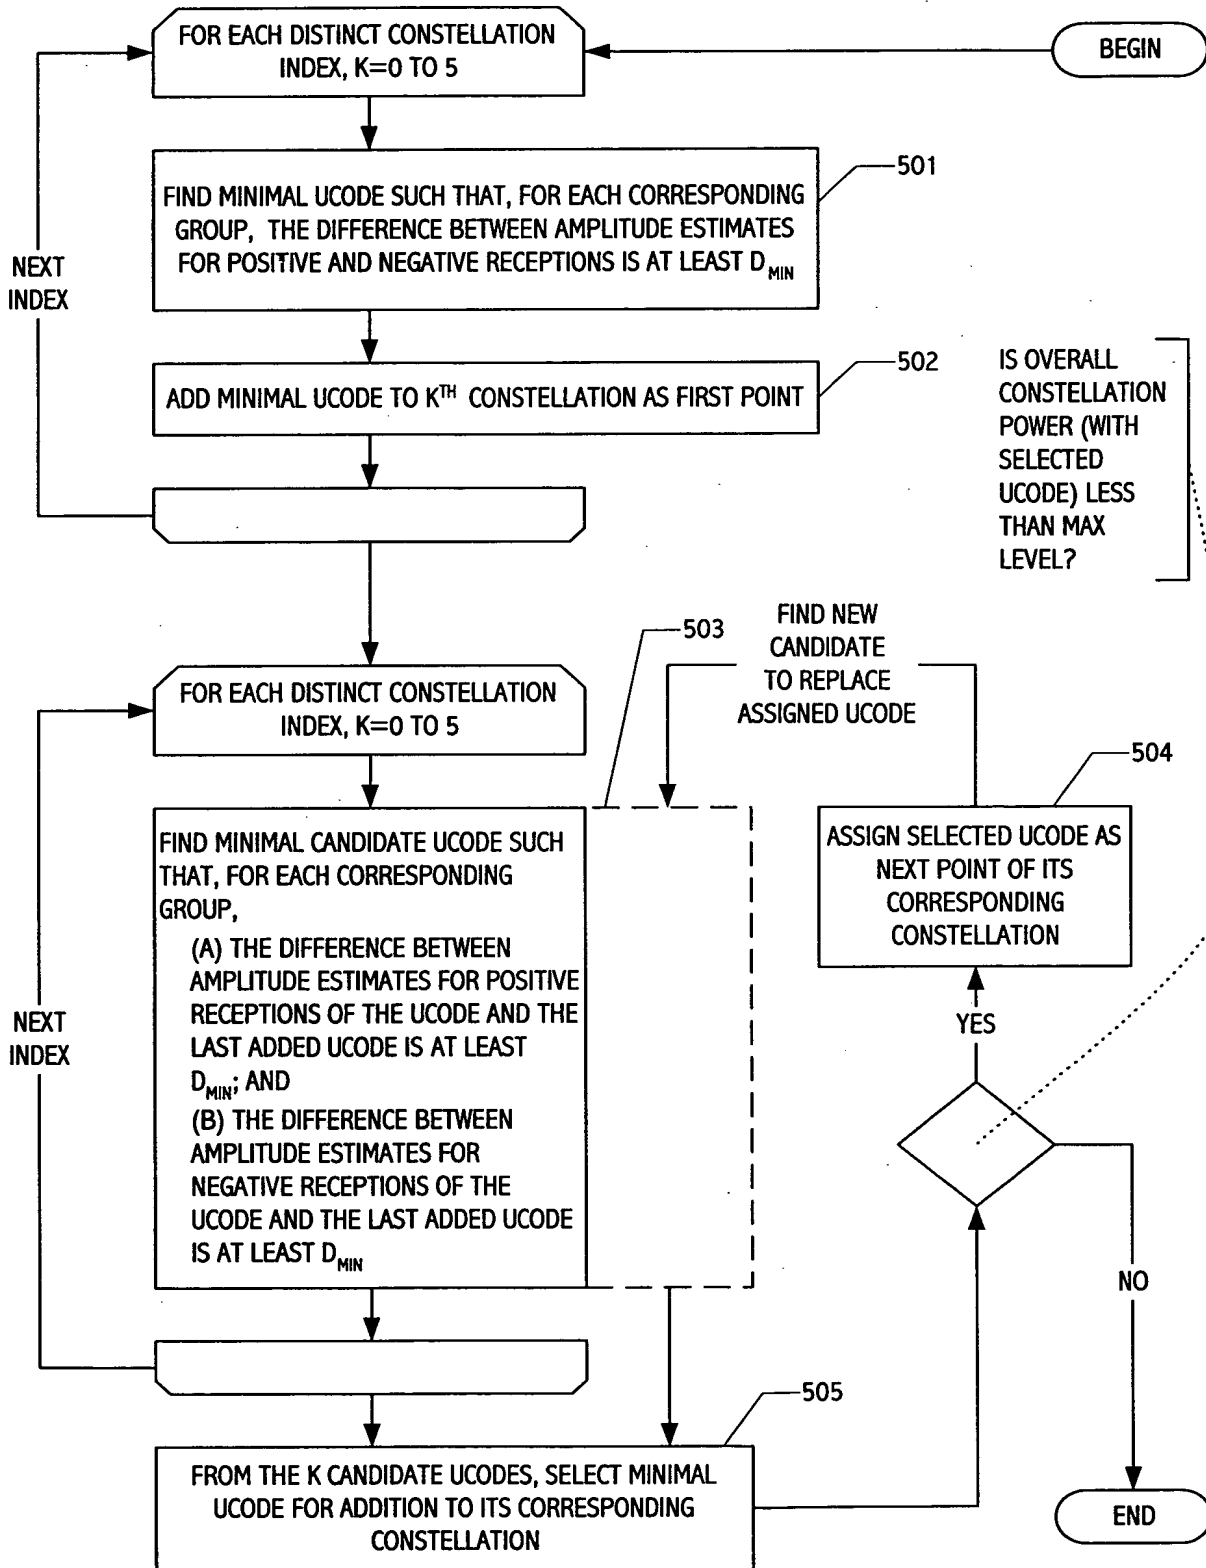 FOR EACH DISTINCT CONSTELLATION
INDEX, K=0 TO 5
BEGIN
501
FIND MINIMAL UCODE SUCH THAT, FOR EACH CORRESPONDING
GROUP, THE DIFFERENCE BETWEEN AMPLITUDE ESTIMATES
FOR POSITIVE AND NEGATIVE RECEPTIONS IS AT LEAST D_MIN
NEXT
INDEX
502
ADD MINIMAL UCODE TO K^TH CONSTELLATION AS FIRST POINT
IS OVERALL
CONSTELLATION
POWER (WITH
SELECTED
UCODE) LESS
THAN MAX
LEVEL?
503
FIND NEW
CANDIDATE
TO REPLACE
ASSIGNED UCODE
FOR EACH DISTINCT CONSTELLATION
INDEX, K=0 TO 5
504
FIND MINIMAL CANDIDATE UCODE SUCH
THAT, FOR EACH CORRESPONDING
GROUP,
(A) THE DIFFERENCE BETWEEN
AMPLITUDE ESTIMATES FOR POSITIVE
RECEPTIONS OF THE UCODE AND THE
LAST ADDED UCODE IS AT LEAST
D_MIN; AND
(B) THE DIFFERENCE BETWEEN
AMPLITUDE ESTIMATES FOR
NEGATIVE RECEPTIONS OF THE
UCODE AND THE LAST ADDED UCODE
IS AT LEAST D_MIN
ASSIGN SELECTED UCODE AS
NEXT POINT OF ITS
CORRESPONDING
CONSTELLATION
NEXT
INDEX
YES
NO
505
FROM THE K CANDIDATE UCODES, SELECT MINIMAL
UCODE FOR ADDITION TO ITS CORRESPONDING
CONSTELLATION
END